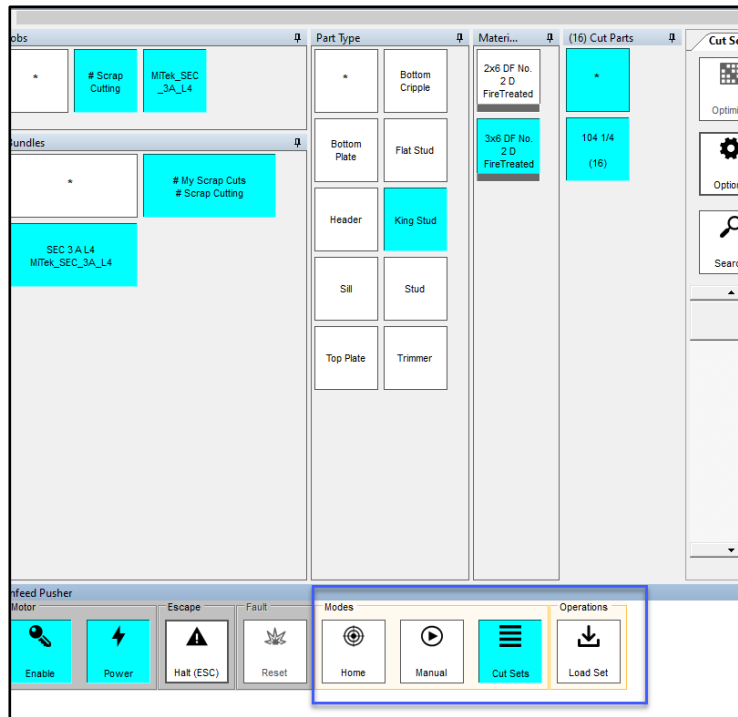 obs
*
# Scrap
Cutting
MiTek_SEC
_3A_L4
Bundles
*
# My Scrap Cuts
# Scrap Cutting
SEC 3 A L4
MiTek_SEC_3A_L4
Part Type
*
Bottom
Cripple
Bottom
Plate
Flat Stud
Header
King Stud
Sill
Stud
Top Plate
Trimmer
Materi...
2x6 DF No.
2 D
FireTreated
3x6 DF No.
2 D
FireTreated
(16) Cut Parts
*
104 1/4
(16)
Cut Se
Optimi
Option
Searc
nfeed Pusher
Motor
Enable
Power
Escape
Halt (ESC)
Fault
Reset
Modes
Home
Manual
Cut Sets
Operations
Load Set